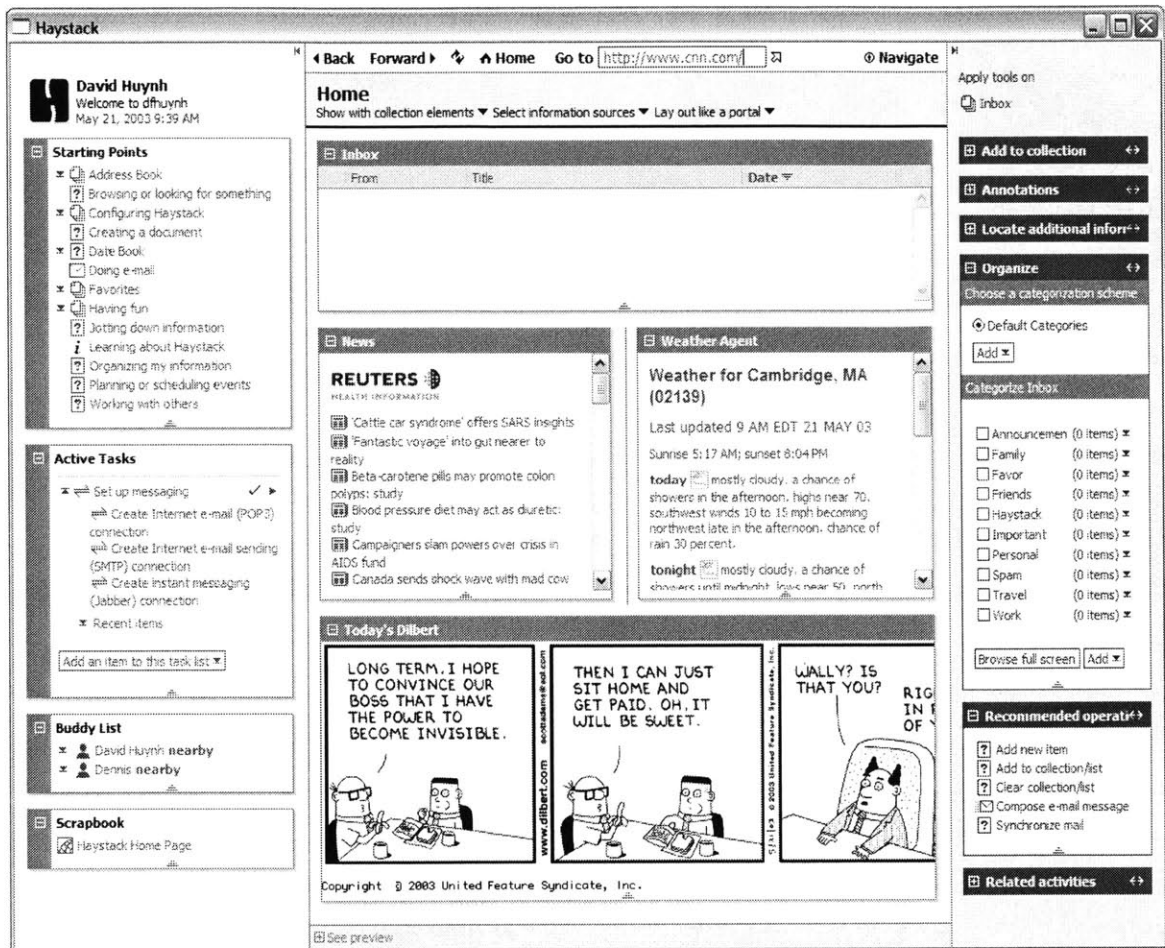 Haystack
David Huynh
Welcome to dfhuynh
May 21, 2003 9:39 AM
Starting Points
Address Book
Browsing or looking for something
Configuring Haystack
Creating a document
Date Book
Doing e-mail
Favorites
Having fun
Jotting down information
Learning about Haystack
Organizing my information
Planning or scheduling events
Working with others
Active Tasks
Set up messaging
Create Internet e-mail (POP3)
connection
Create Internet e-mail sending
(SMTP) connection
Create instant messaging
(Jabber) connection
Recent items
Add an item to this task list
Buddy List
David Huynh nearby
Dennis nearby
Scrapbook
Haystack Home Page
Back Forward Home Go to http://www.cnn.com/ Navigate
Home
Show with collection elements Select information sources Lay out like a portal
Inbox
From Title Date
News
REUTERS
HEALTH INFORMATION
'Cattle car syndrome' offers SARS insights
'Fantastic voyage' into gut nearer to
reality
Beta-carotene pills may promote colon
polyps: study
Blood pressure diet may act as diuretic:
study
Campaigners slam powers over crisis in
AIDS fund
Canada sends shock wave with mad cow
Weather Agent
Weather for Cambridge, MA
(02139)
Last updated 9 AM EDT 21 MAY 03
Sunrise 5:17 AM; sunset 8:04 PM
today mostly cloudy. a chance of
showers in the afternoon. highs near 70.
southwest winds 10 to 15 mph becoming
northwest late in the afternoon. chance of
rain 30 percent.
tonight mostly cloudy. a chance of
showers until midnight. lows near 50. north
Today's Dilbert
LONG TERM, I HOPE
TO CONVINCE OUR
BOSS THAT I HAVE
THE POWER TO
BECOME INVISIBLE.
www.dilbert.com scottadams@aol.com
THEN I CAN JUST
SIT HOME AND
GET PAID. OH, IT
WILL BE SWEET.
© 2003 United Feature Syndicate, Inc.
WALLY? IS
THAT YOU?
RIG
IN
OF
Copyright © 2003 United Feature Syndicate, Inc.
See preview
Apply tools on
Inbox
Add to collection
Annotations
Locate additional inforr
Organize
Choose a categorization scheme
Default Categories
Add
Categorize Inbox
Announcemen (0 items)
Family (0 items)
Favor (0 items)
Friends (0 items)
Haystack (0 items)
Important (0 items)
Personal (0 items)
Spam (0 items)
Travel (0 items)
Work (0 items)
Browse full screen Add
Recommended operati
Add new item
Add to collection/list
Clear collection/list
Compose e-mail message
Synchronize mail
Related activities